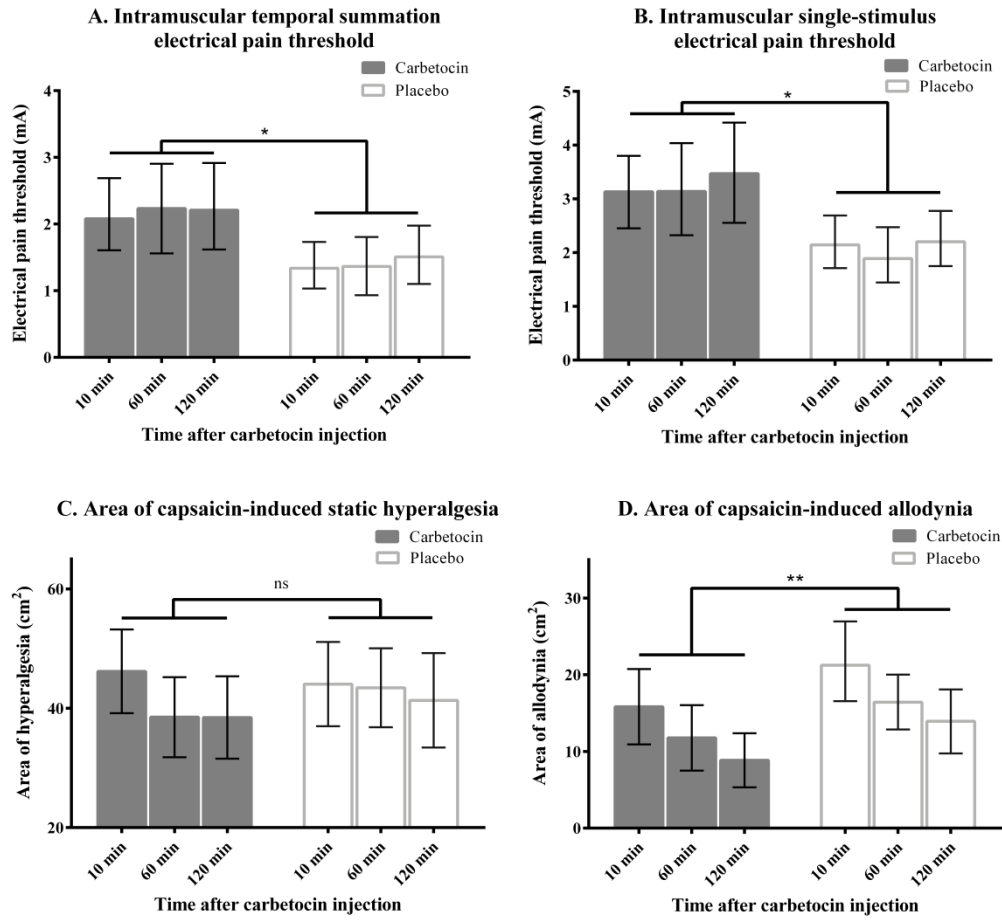 A. Intramuscular temporal summation
electrical pain threshold
Carbetocin
Placebo
Electrical pain threshold (mA)
4
3
2
1
0
*
10 min
60 min
120 min
10 min
60 min
120 min
Time after carbetocin injection
B. Intramuscular single-stimulus
electrical pain threshold
Carbetocin
Placebo
Electrical pain threshold (mA)
5
4
3
2
1
0
*
10 min
60 min
120 min
10 min
60 min
120 min
Time after carbetocin injection
C. Area of capsaicin-induced static hyperalgesia
Carbetocin
Placebo
Area of hyperalgesia (cm²)
60
40
20
ns
10 min
60 min
120 min
10 min
60 min
120 min
Time after carbetocin injection
D. Area of capsaicin-induced allodynia
Carbetocin
Placebo
Area of allodynia (cm²)
30
20
10
0
**
10 min
60 min
120 min
10 min
60 min
120 min
Time after carbetocin injection